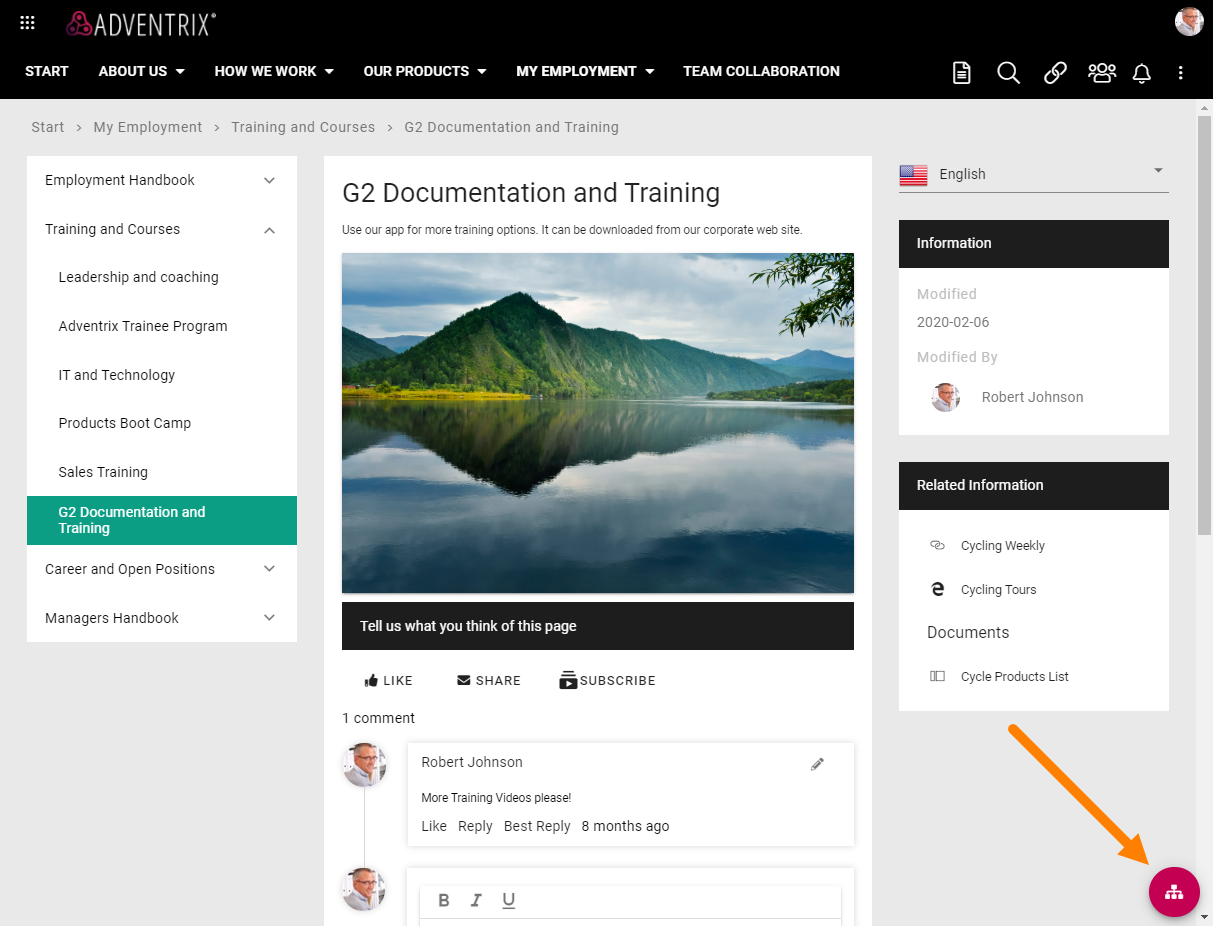 ADVENTRIX®
START ABOUT US HOW WE WORK OUR PRODUCTS MY EMPLOYMENT TEAM COLLABORATION
Start > My Employment > Training and Courses > G2 Documentation and Training
Employment Handbook
Training and Courses
Leadership and coaching
Adventrix Trainee Program
IT and Technology
Products Boot Camp
Sales Training
G2 Documentation and
Training
Career and Open Positions
Managers Handbook
G2 Documentation and Training
Use our app for more training options. It can be downloaded from our corporate web site.
Tell us what you think of this page
LIKE SHARE SUBSCRIBE
1 comment
Robert Johnson
More Training Videos please!
Like Reply Best Reply 8 months ago
B I U
English
Information
Modified
2020-02-06
Modified By
Robert Johnson
Related Information
Cycling Weekly
Cycling Tours
Documents
Cycle Products List